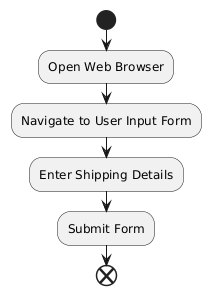 Open Web Browser
Navigate to User Input Form
Enter Shipping Details
Submit Form